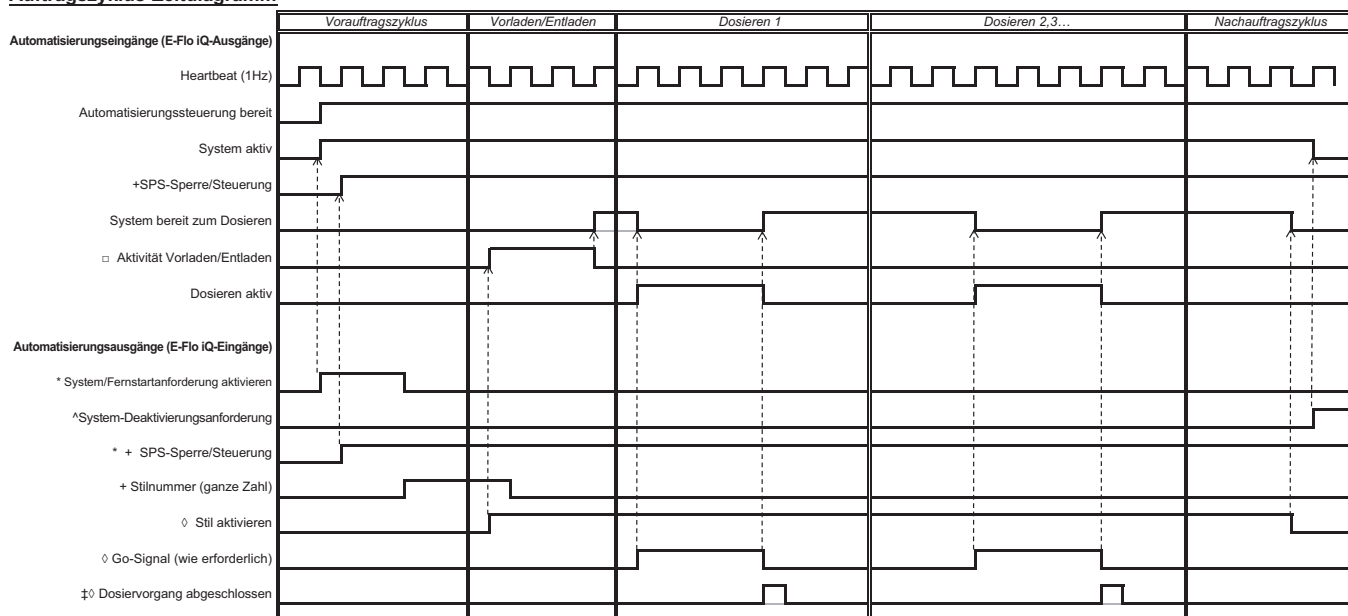 Auftragszyklus-Zeitdiagramm
Vorauftragszyklus Vorladen/Entladen Dosieren 1 Dosieren 2,3… Nachauftragszyklus
Automatisierungseingänge (E-Flo iQ-Ausgänge)
Heartbeat (1Hz)
Automatisierungssteuerung bereit
System aktiv
+SPS-Sperre/Steuerung
System bereit zum Dosieren
□ Aktivität Vorladen/Entladen
Dosieren aktiv
Automatisierungsausgänge (E-Flo iQ-Eingänge)
* System/Fernstartanforderung aktivieren
^System-Deaktivierungsanforderung
* + SPS-Sperre/Steuerung
+ Stilnummer (ganze Zahl)
◊ Stil aktivieren
◊ Go-Signal (wie erforderlich)
‡◊ Dosiervorgang abgeschlossen